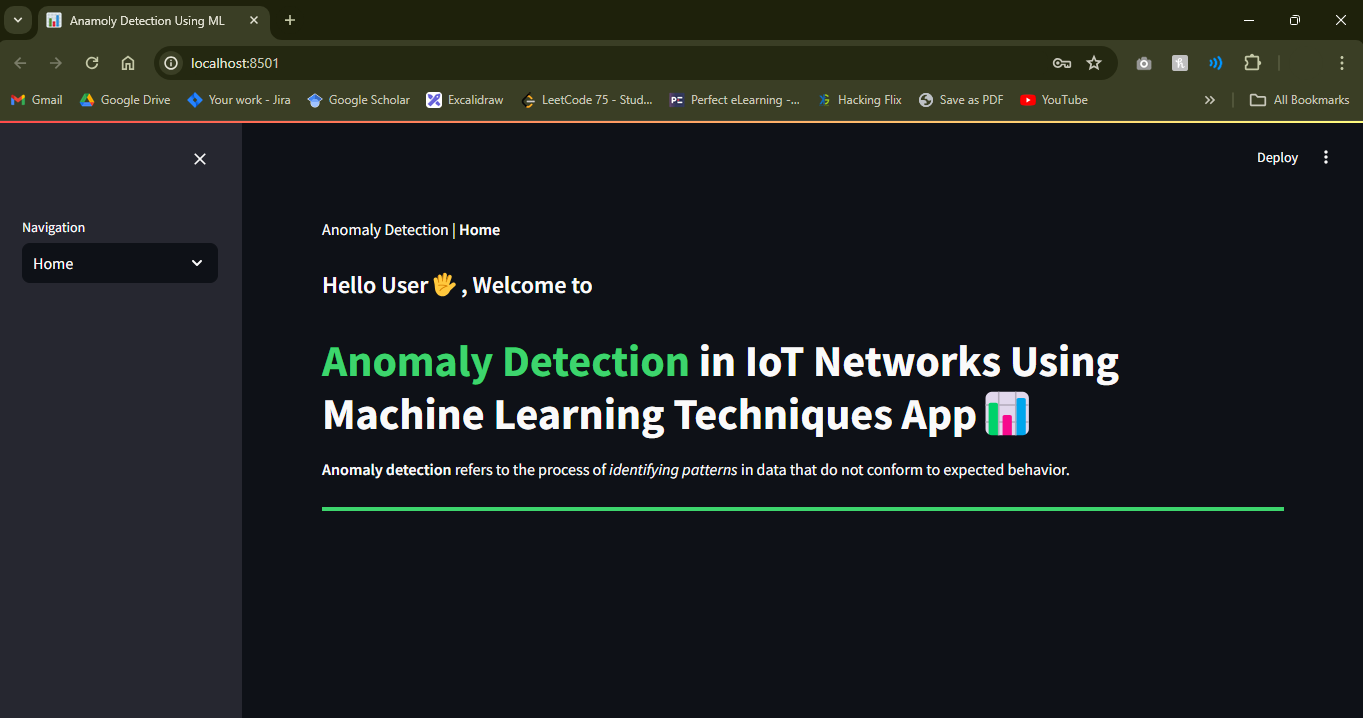 Anamoly Detection Using ML
localhost:8501
Gmail
Google Drive
Your work - Jira
Google Scholar
Excalidraw
LeetCode 75 - Stud...
Perfect eLearning -...
Hacking Flix
Save as PDF
YouTube
All Bookmarks
Deploy
Navigation
Home
Anomaly Detection | Home
Hello User🖐, Welcome to
Anomaly Detection in IoT Networks Using
Machine Learning Techniques App📊
Anomaly detection refers to the process of identifying patterns in data that do not conform to expected behavior.